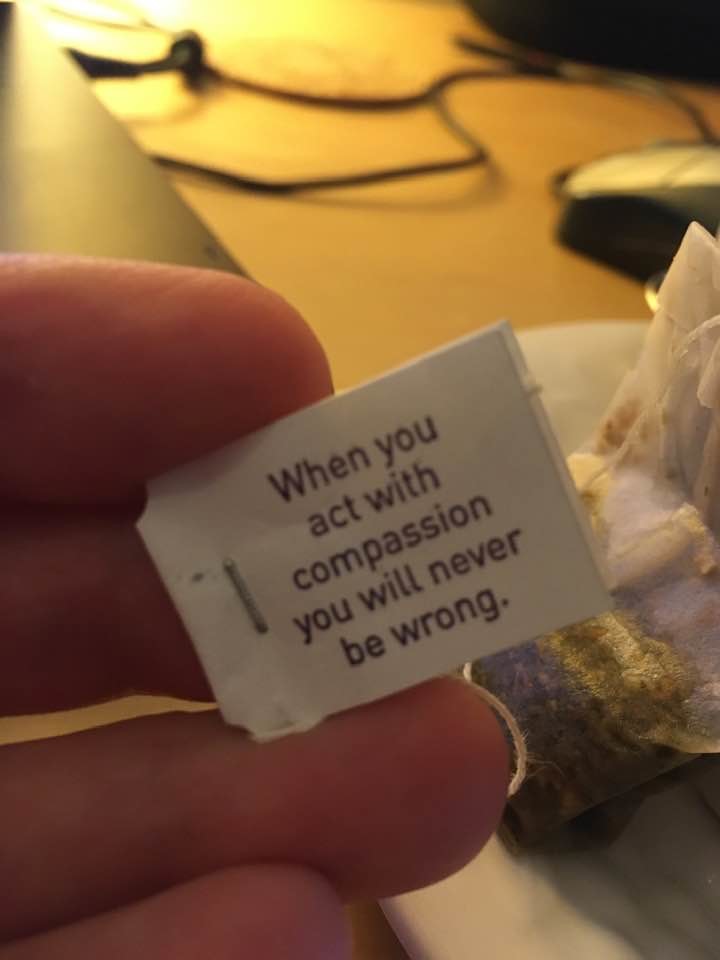 When you
act with
compassion
you will never
be wrong.